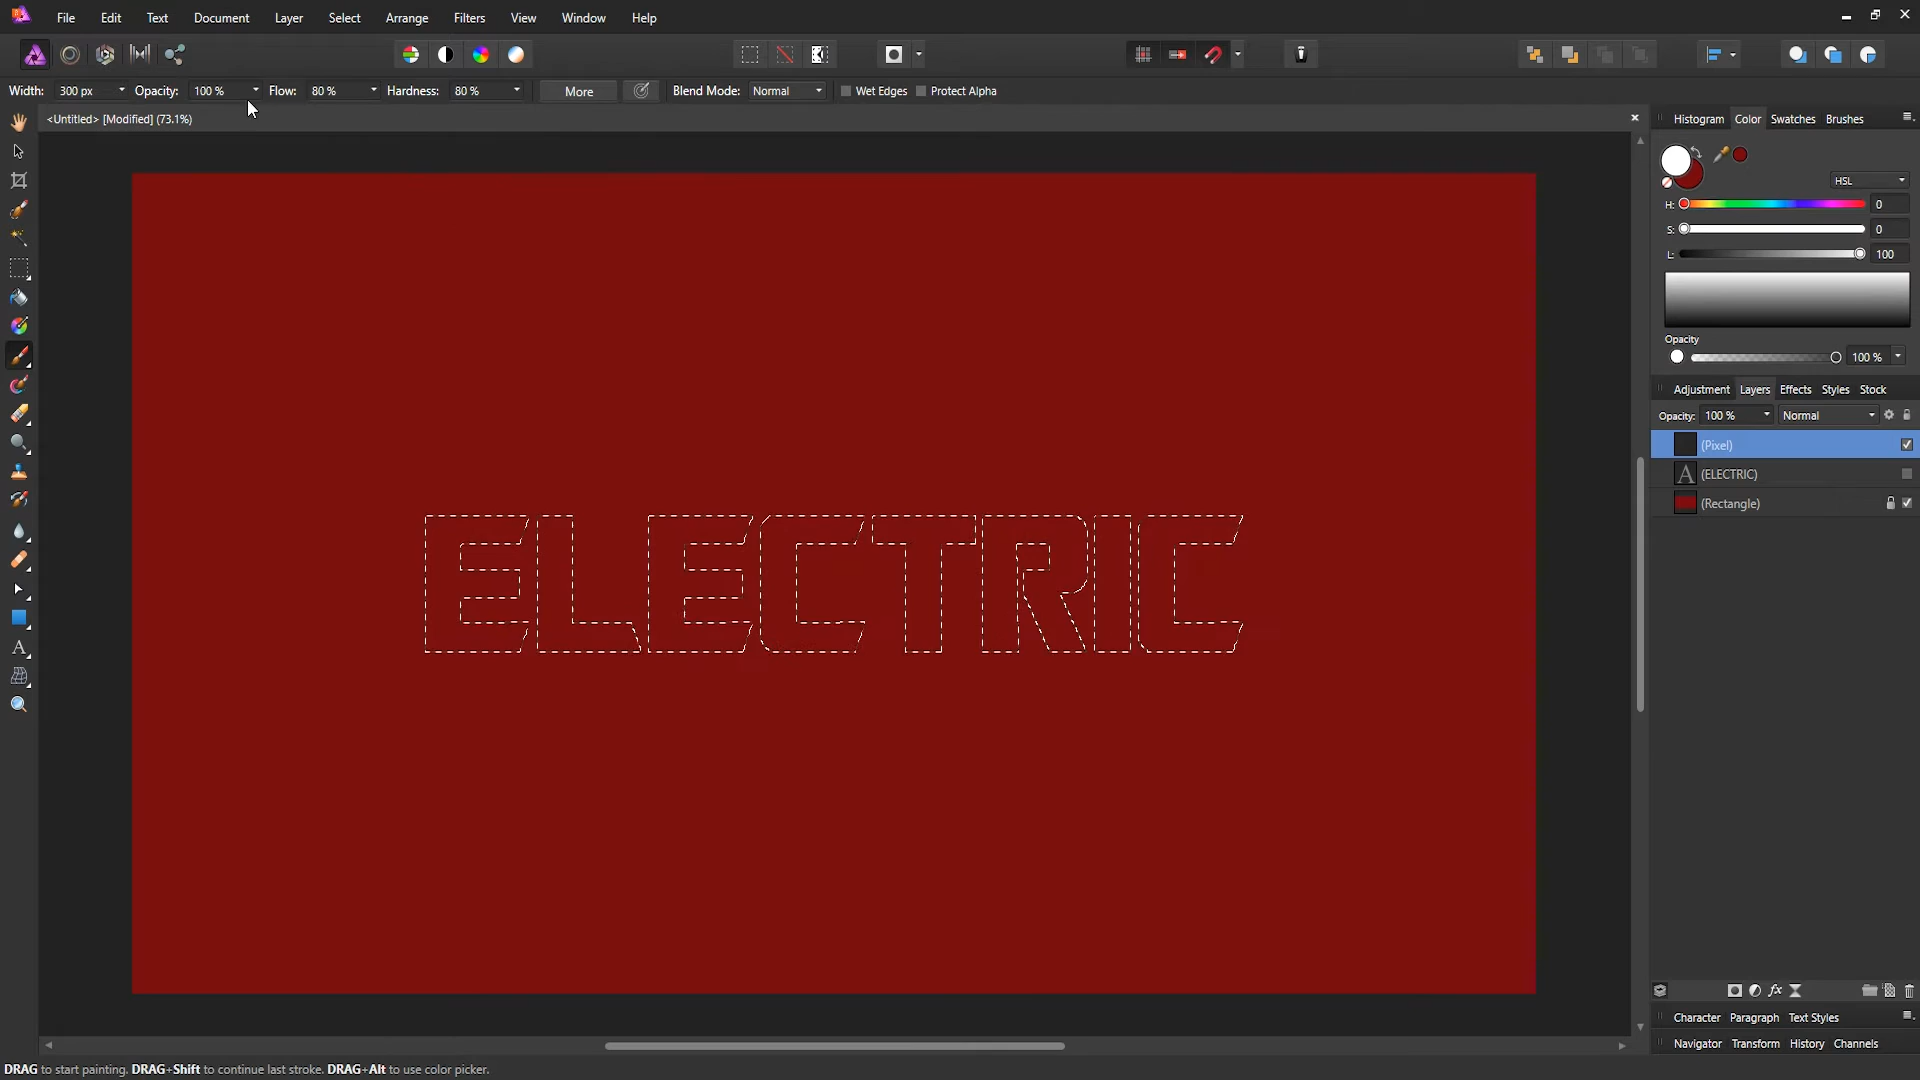 File Edit Text Document Layer Select Arrange Filters View Window Help
Width: 300 px Opacity: 100 % Flow: 80 % Hardness: 80 % More Blend Mode: Normal Wet Edges Protect Alpha
<Untitled> [Modified] (73.1%)
Histogram Color Swatches Brushes
HSL
H: 0
S: 0
L: 100
Opacity
100 %
Adjustment Layers Effects Styles Stock
Opacity: 100 % Normal
(Pixel)
A (ELECTRIC)
(Rectangle)
ELECTRIC
fx
Character Paragraph Text Styles
Navigator Transform History Channels
DRAG to start painting. DRAG+Shift to continue last stroke. DRAG+Alt to use color picker.